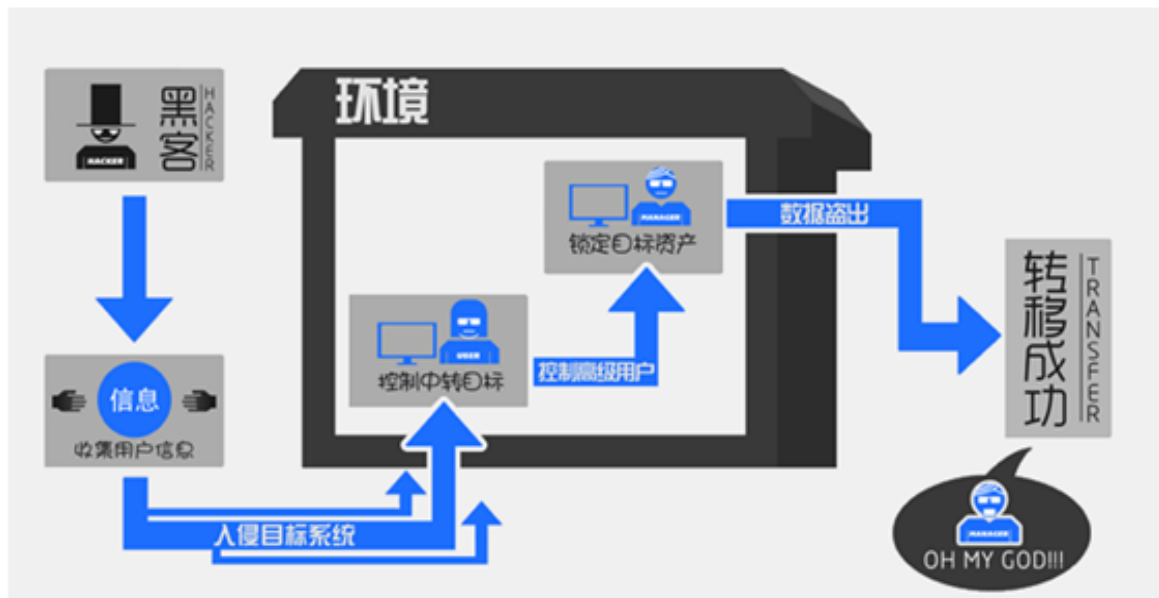 环境
黑客
HACKER
HACKER
MANAGER
锁定目标资产
数据盗出
转移成功
TRANSFER
USER
控制中转目标
控制高级用户
信息
收集用户信息
入侵目标系统
MANAGER
OH MY GOD!!!